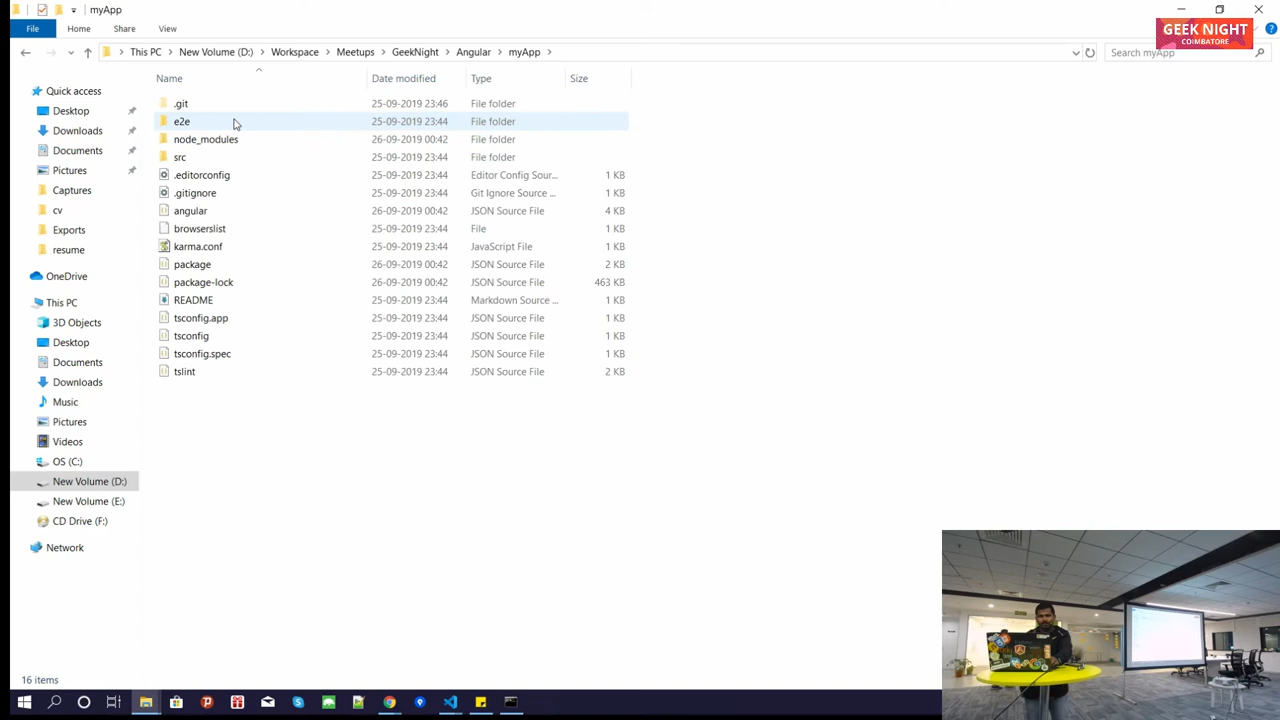 myApp
File Home Share View
GEEK NIGHT
COIMBATORE
This PC New Volume (D:) Workspace Meetups GeekNight Angular myApp
Search myApp
Name Date modified Type Size
Quick access
Desktop
Downloads
Documents
Pictures
Captures
cv
Exports
resume
OneDrive
This PC
3D Objects
Desktop
Documents
Downloads
Music
Pictures
Videos
OS (C:)
New Volume (D:)
New Volume (E:)
CD Drive (F:)
Network
.git 25-09-2019 23:46 File folder
e2e 25-09-2019 23:44 File folder
node_modules 26-09-2019 00:42 File folder
src 25-09-2019 23:44 File folder
.editorconfig 25-09-2019 23:44 Editor Config Sour... 1 KB
.gitignore 25-09-2019 23:44 Git Ignore Source ... 1 KB
angular 26-09-2019 00:42 JSON Source File 4 KB
browserslist 25-09-2019 23:44 File 1 KB
karma.conf 25-09-2019 23:44 JavaScript File 1 KB
package 26-09-2019 00:42 JSON Source File 2 KB
package-lock 26-09-2019 00:42 JSON Source File 463 KB
README 25-09-2019 23:44 Markdown Source ... 1 KB
tsconfig.app 25-09-2019 23:44 JSON Source File 1 KB
tsconfig 25-09-2019 23:44 JSON Source File 1 KB
tsconfig.spec 25-09-2019 23:44 JSON Source File 1 KB
tslint 25-09-2019 23:44 JSON Source File 2 KB
16 items